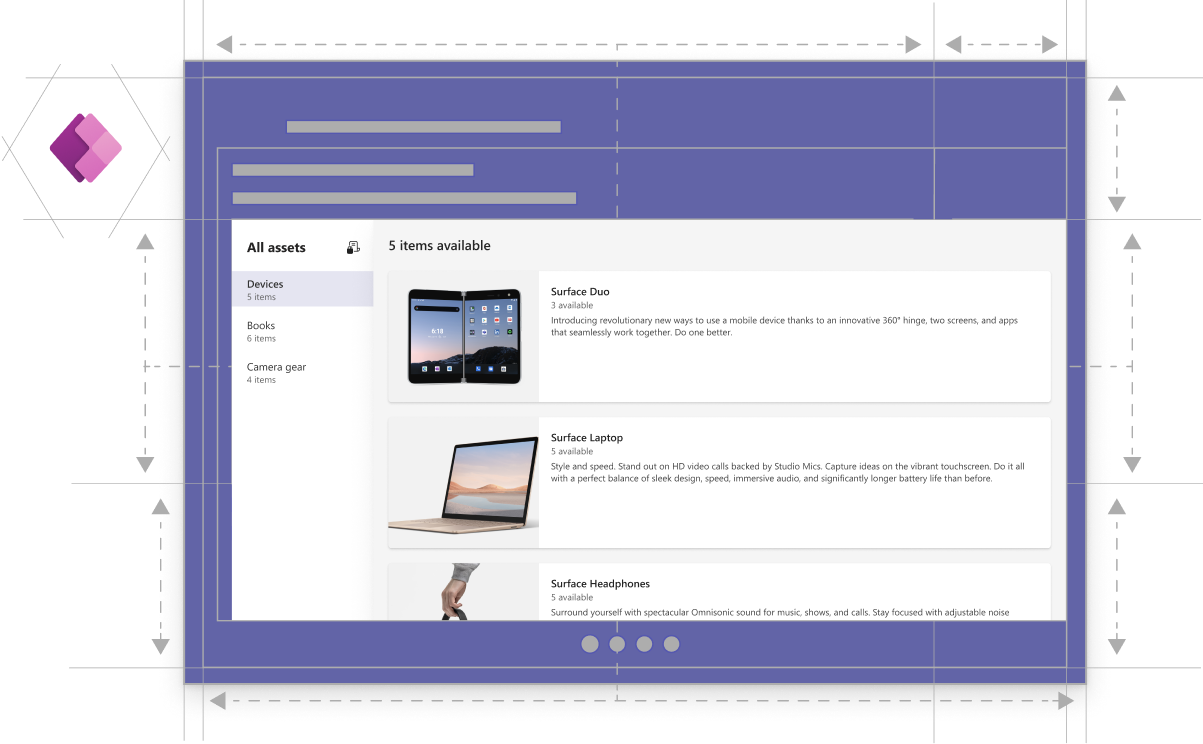 All assets
Devices
5 items
Books
6 items
Camera gear
4 items
5 items available
Surface Duo
3 available
Introducing revolutionary new ways to use a mobile device thanks to an innovative 360° hinge, two screens, and apps
that seamlessly work together. Do one better.
6:18
Surface Laptop
5 available
Style and speed. Stand out on HD video calls backed by Studio Mics. Capture ideas on the vibrant touchscreen. Do it all
with a perfect balance of sleek design, speed, immersive audio, and significantly longer battery life than before.
Surface Headphones
5 available
Surround yourself with spectacular Omnisonic sound for music, shows, and calls. Stay focused with adjustable noise